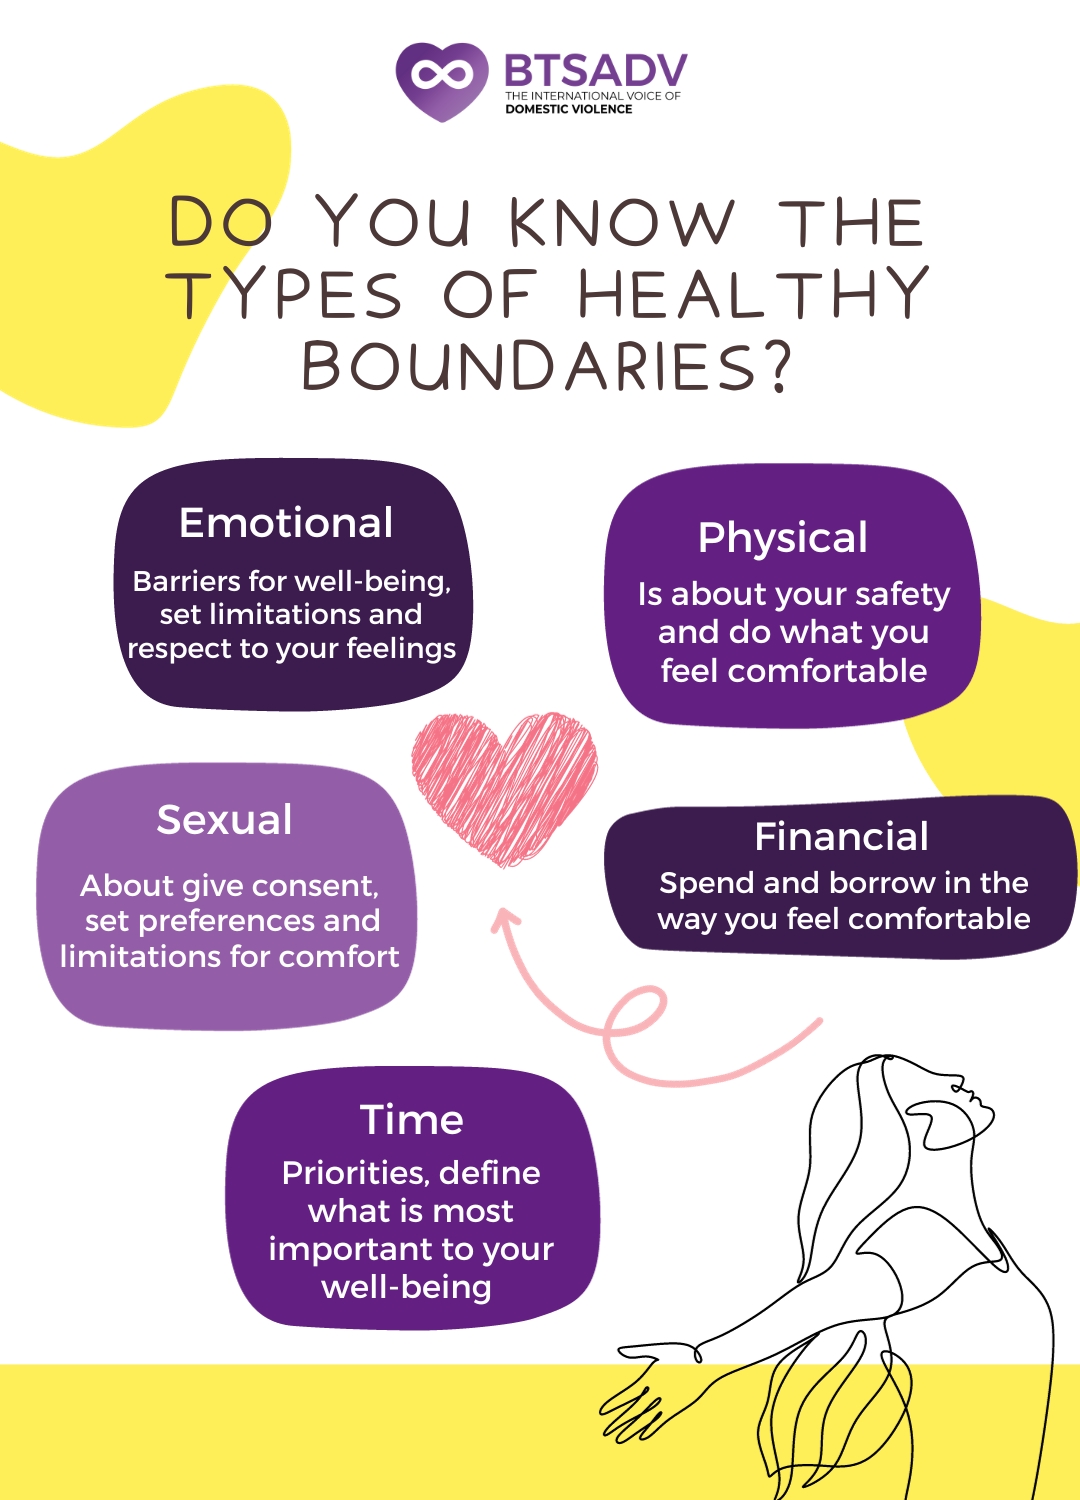 BTSADV
THE INTERNATIONAL VOICE OF
DOMESTIC VIOLENCE
DO YOU KNOW THE
TYPES OF HEALTHY
BOUNDARIES?
Emotional
Barriers for well-being,
set limitations and
respect to your feelings
Physical
Is about your safety
and do what you
feel comfortable
Sexual
About give consent,
set preferences and
limitations for comfort
Financial
Spend and borrow in the
way you feel comfortable
Time
Priorities, define
what is most
important to your
well-being